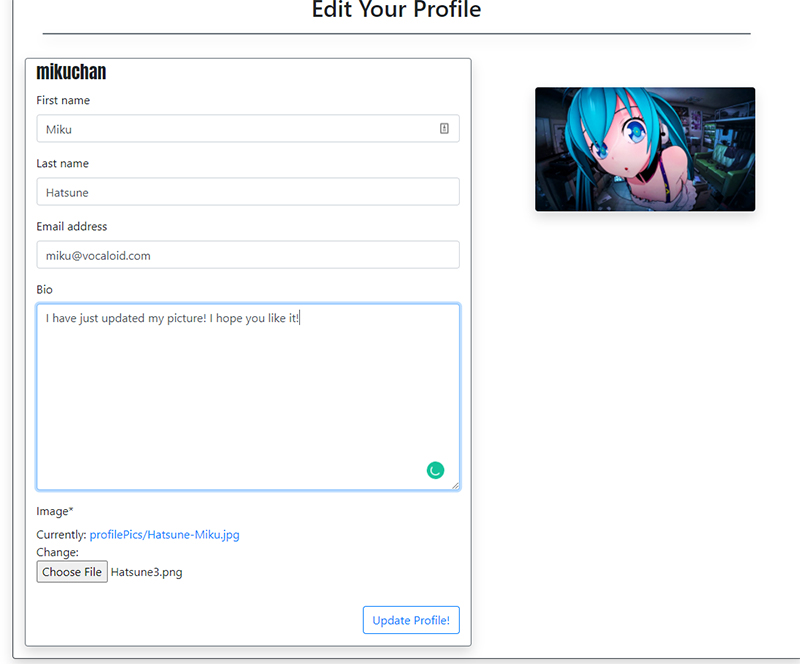 Edit Your Profile
mikuchan
First name
Miku
Last name
Hatsune
Email address
miku@vocaloid.com
Bio
I have just updated my picture! I hope you like it!
Image*
Currently: profilePics/Hatsune-Miku.jpg
Change:
Choose File Hatsune3.png
Update Profile!